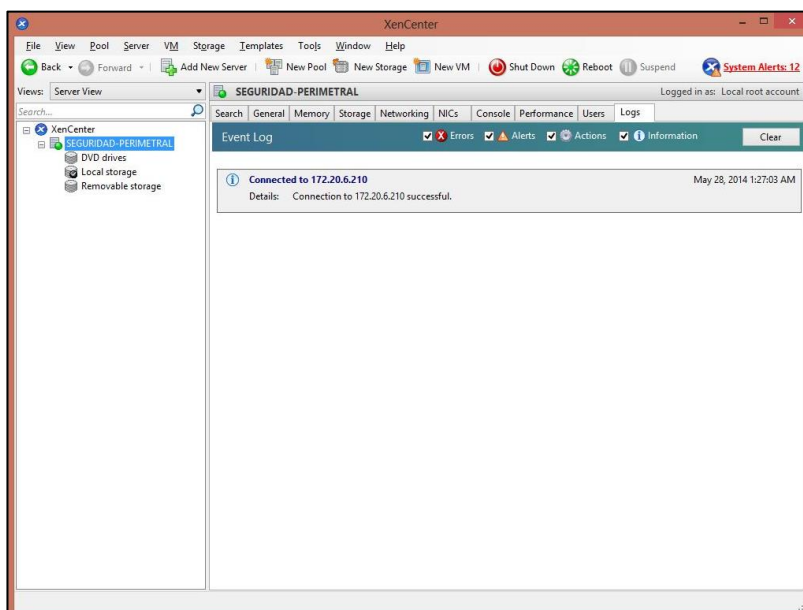 XenCenter
File View Pool Server VM Storage Templates Tools Window Help
Back Forward Add New Server New Pool New Storage New VM Shut Down Reboot Suspend System Alerts: 12
Views: Server View SEGURIDAD-PERIMETRAL Logged in as: Local root account
Search... Search General Memory Storage Networking NICs Console Performance Users Logs
XenCenter
SEGURIDAD-PERIMETRAL
DVD drives
Local storage
Removable storage
Event Log Errors Alerts Actions Information Clear
Connected to 172.20.6.210 May 28, 2014 1:27:03 AM
Details: Connection to 172.20.6.210 successful.